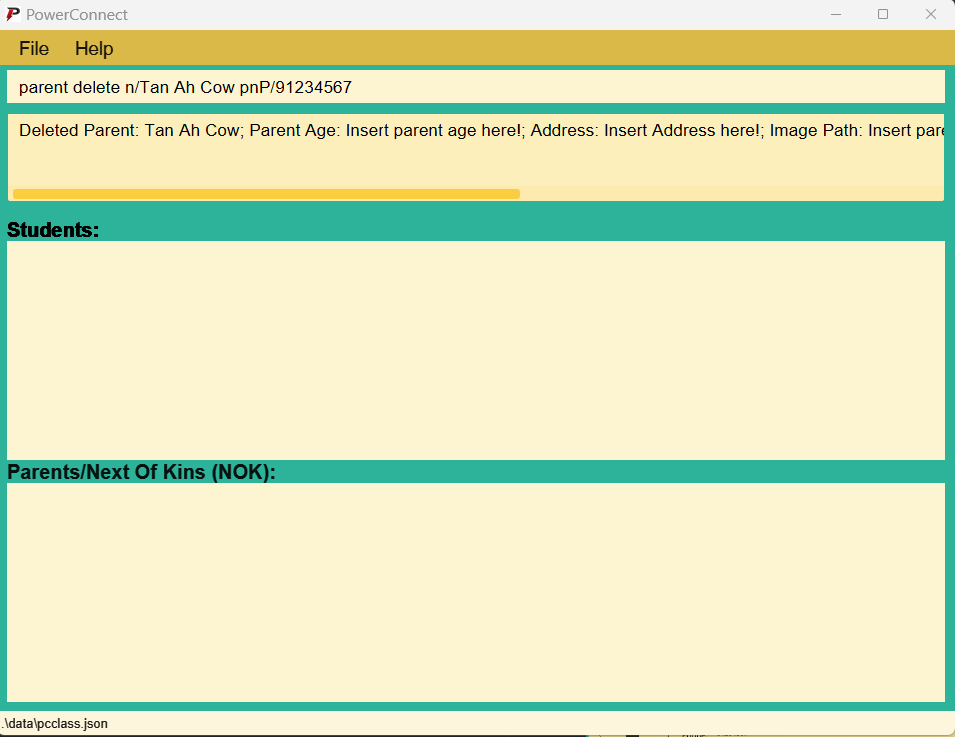 PowerConnect
File Help
parent delete n/Tan Ah Cow pnP/91234567
Deleted Parent: Tan Ah Cow; Parent Age: Insert parent age here!; Address: Insert Address here!; Image Path: Insert pare
Students:
Parents/Next Of Kins (NOK):
.\data\pcclass.json